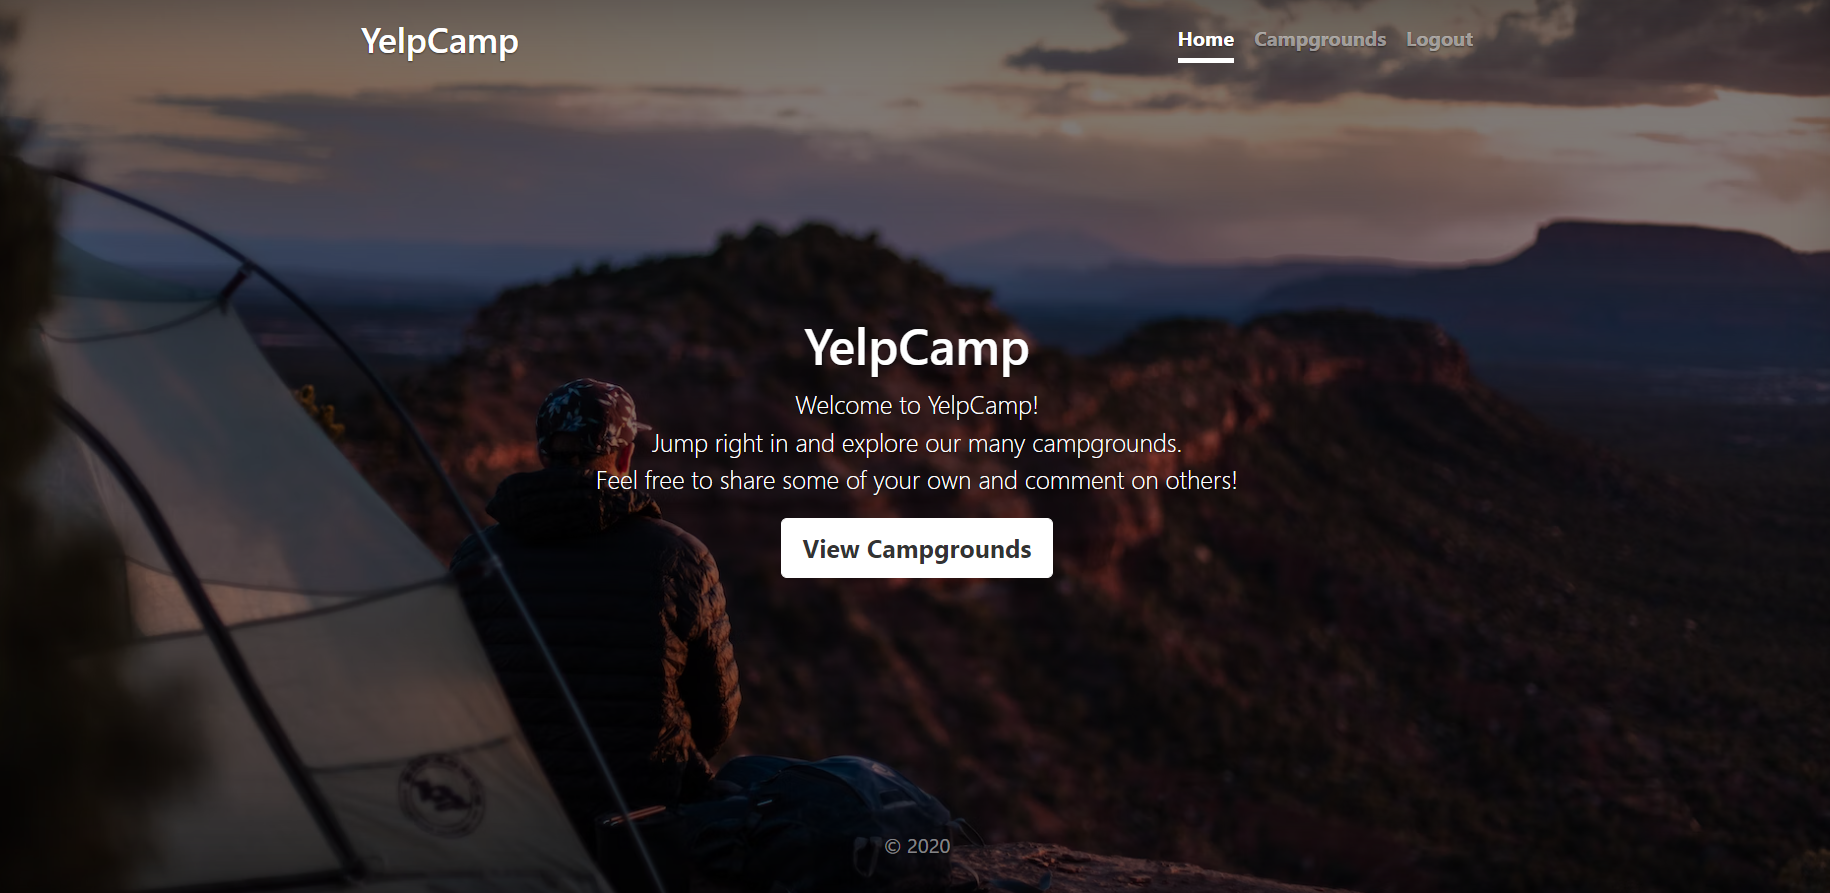 YelpCamp
Home Campgrounds Logout
YelpCamp
Welcome to YelpCamp!
Jump right in and explore our many campgrounds.
Feel free to share some of your own and comment on others!
View Campgrounds
© 2020